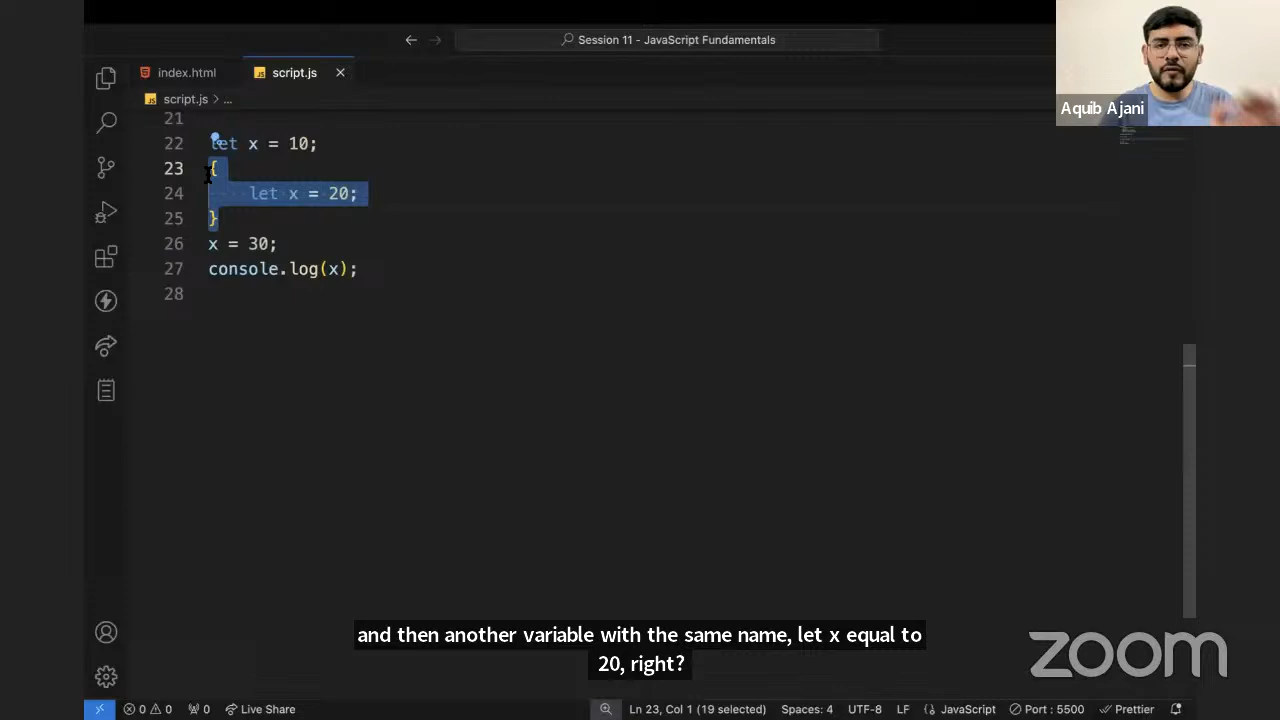 Session 11 - JavaScript Fundamentals
Aquib Ajani
index.html
script.js
script.js > ...
21
22 let x = 10;
23 {
24 let x = 20;
25 }
26 x = 30;
27 console.log(x);
28
and then another variable with the same name, let x equal to
20, right?
zoom
0 0 0 Live Share Ln 23, Col 1 (19 selected) Spaces: 4 UTF-8 LF {} JavaScript Port : 5500 Prettier